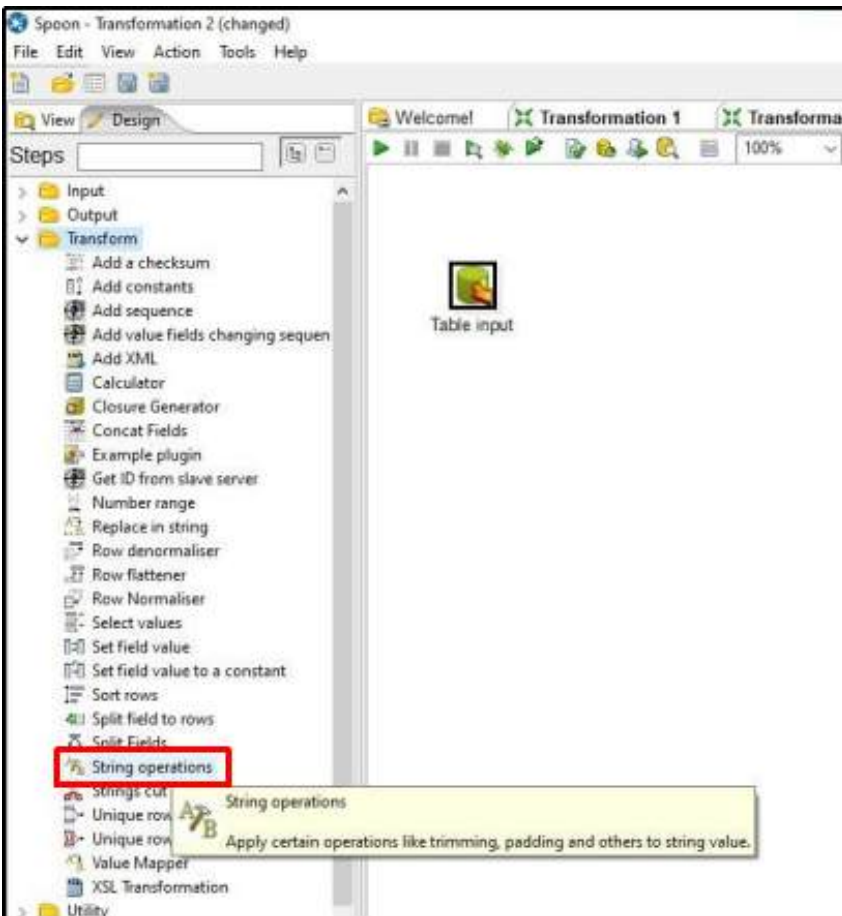 Spoon - Transformation 2 (changed)
File Edit View Action Tools Help
View Design
Welcome! Transformation 1 Transforma
Steps
100%
Input
Output
Transform
Add a checksum
Add constants
Add sequence
Add value fields changing sequen
Add XML
Calculator
Closure Generator
Concat Fields
Example plugin
Get ID from slave server
Number range
Replace in string
Row denormaliser
Row flattener
Row Normaliser
Select values
Set field value
Set field value to a constant
Sort rows
Split field to rows
Split Fields
String operations
Strings cut
Unique row
Unique row
Value Mapper
XSL Transformation
Utility
Table input
String operations
Apply certain operations like trimming, padding and others to string value.